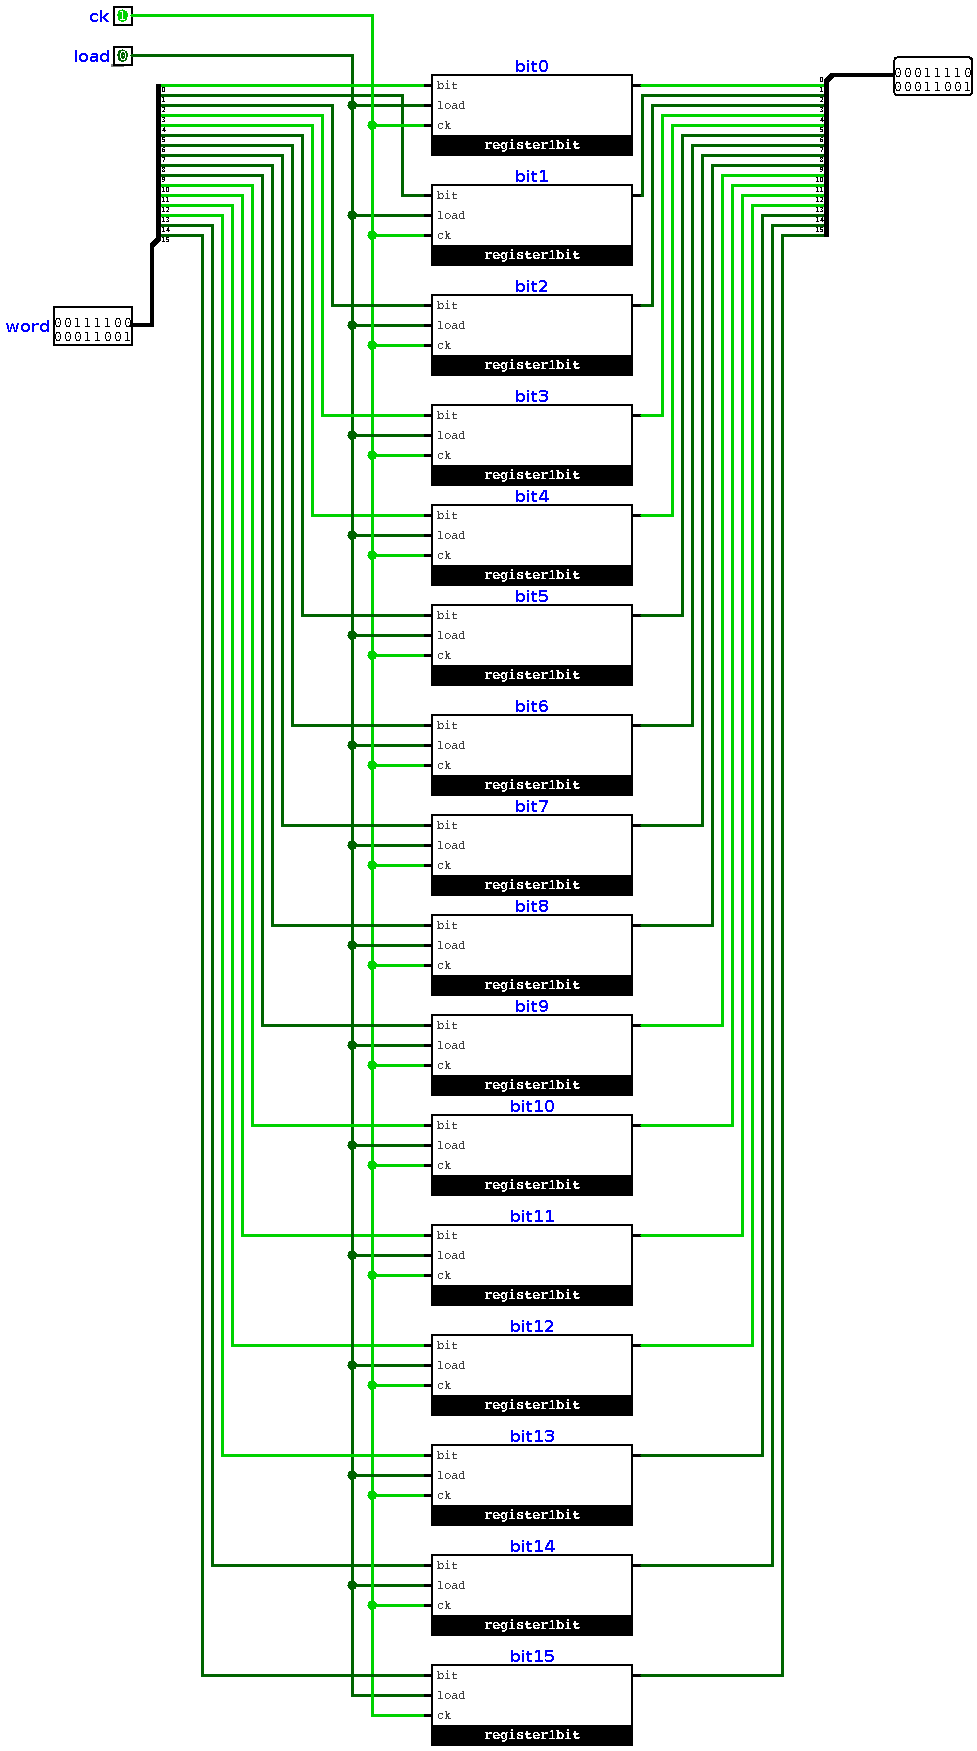 ck 1
load 0
word
00111100
00011001
0
1
2
3
4
5
6
7
8
9
10
11
12
13
14
15
bit0
bit
load
ck
register1bit
bit1
bit
load
ck
register1bit
bit2
bit
load
ck
register1bit
bit3
bit
load
ck
register1bit
bit4
bit
load
ck
register1bit
bit5
bit
load
ck
register1bit
bit6
bit
load
ck
register1bit
bit7
bit
load
ck
register1bit
bit8
bit
load
ck
register1bit
bit9
bit
load
ck
register1bit
bit10
bit
load
ck
register1bit
bit11
bit
load
ck
register1bit
bit12
bit
load
ck
register1bit
bit13
bit
load
ck
register1bit
bit14
bit
load
ck
register1bit
bit15
bit
load
ck
register1bit
0
1
2
3
4
5
6
7
8
9
10
11
12
13
14
15
00011110
00011001